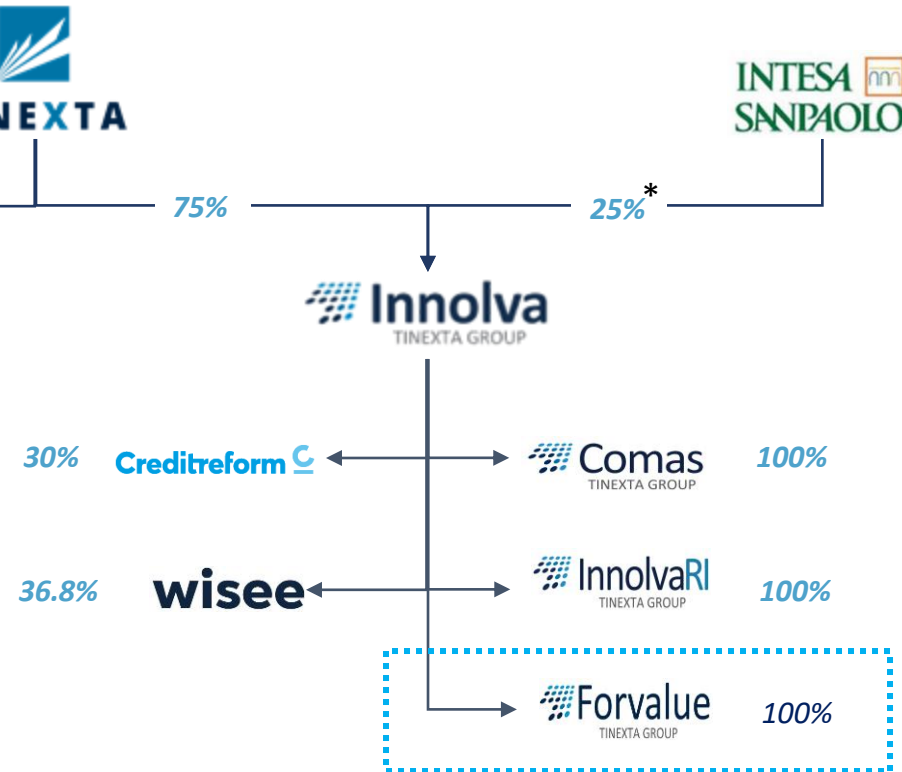 NEXTA
INTESA
SANPAOLO
75%
25%*
Innolva
TINEXTA GROUP
30%
Creditreform C
Comas
TINEXTA GROUP
100%
36.8%
wisee
InnolvaRI
TINEXTA GROUP
100%
Forvalue
TINEXTA GROUP
100%